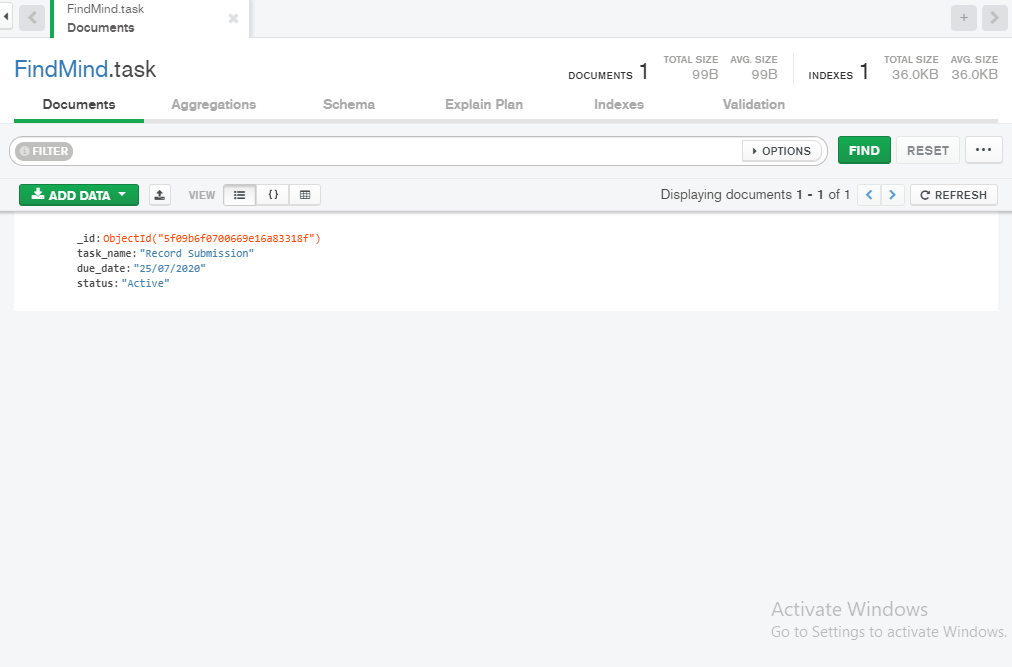 FindMind.task
Documents
FindMind.task
DOCUMENTS 1 TOTAL SIZE 99B AVG. SIZE 99B INDEXES 1 TOTAL SIZE 36.0KB AVG. SIZE 36.0KB
Documents Aggregations Schema Explain Plan Indexes Validation
FILTER OPTIONS FIND RESET ...
ADD DATA VIEW {} Displaying documents 1 - 1 of 1 < > REFRESH
_id:ObjectId("5f09b6f0700669e16a83318f")
task_name:"Record Submission"
due_date:"25/07/2020"
status:"Active"
Activate Windows
Go to Settings to activate Windows.